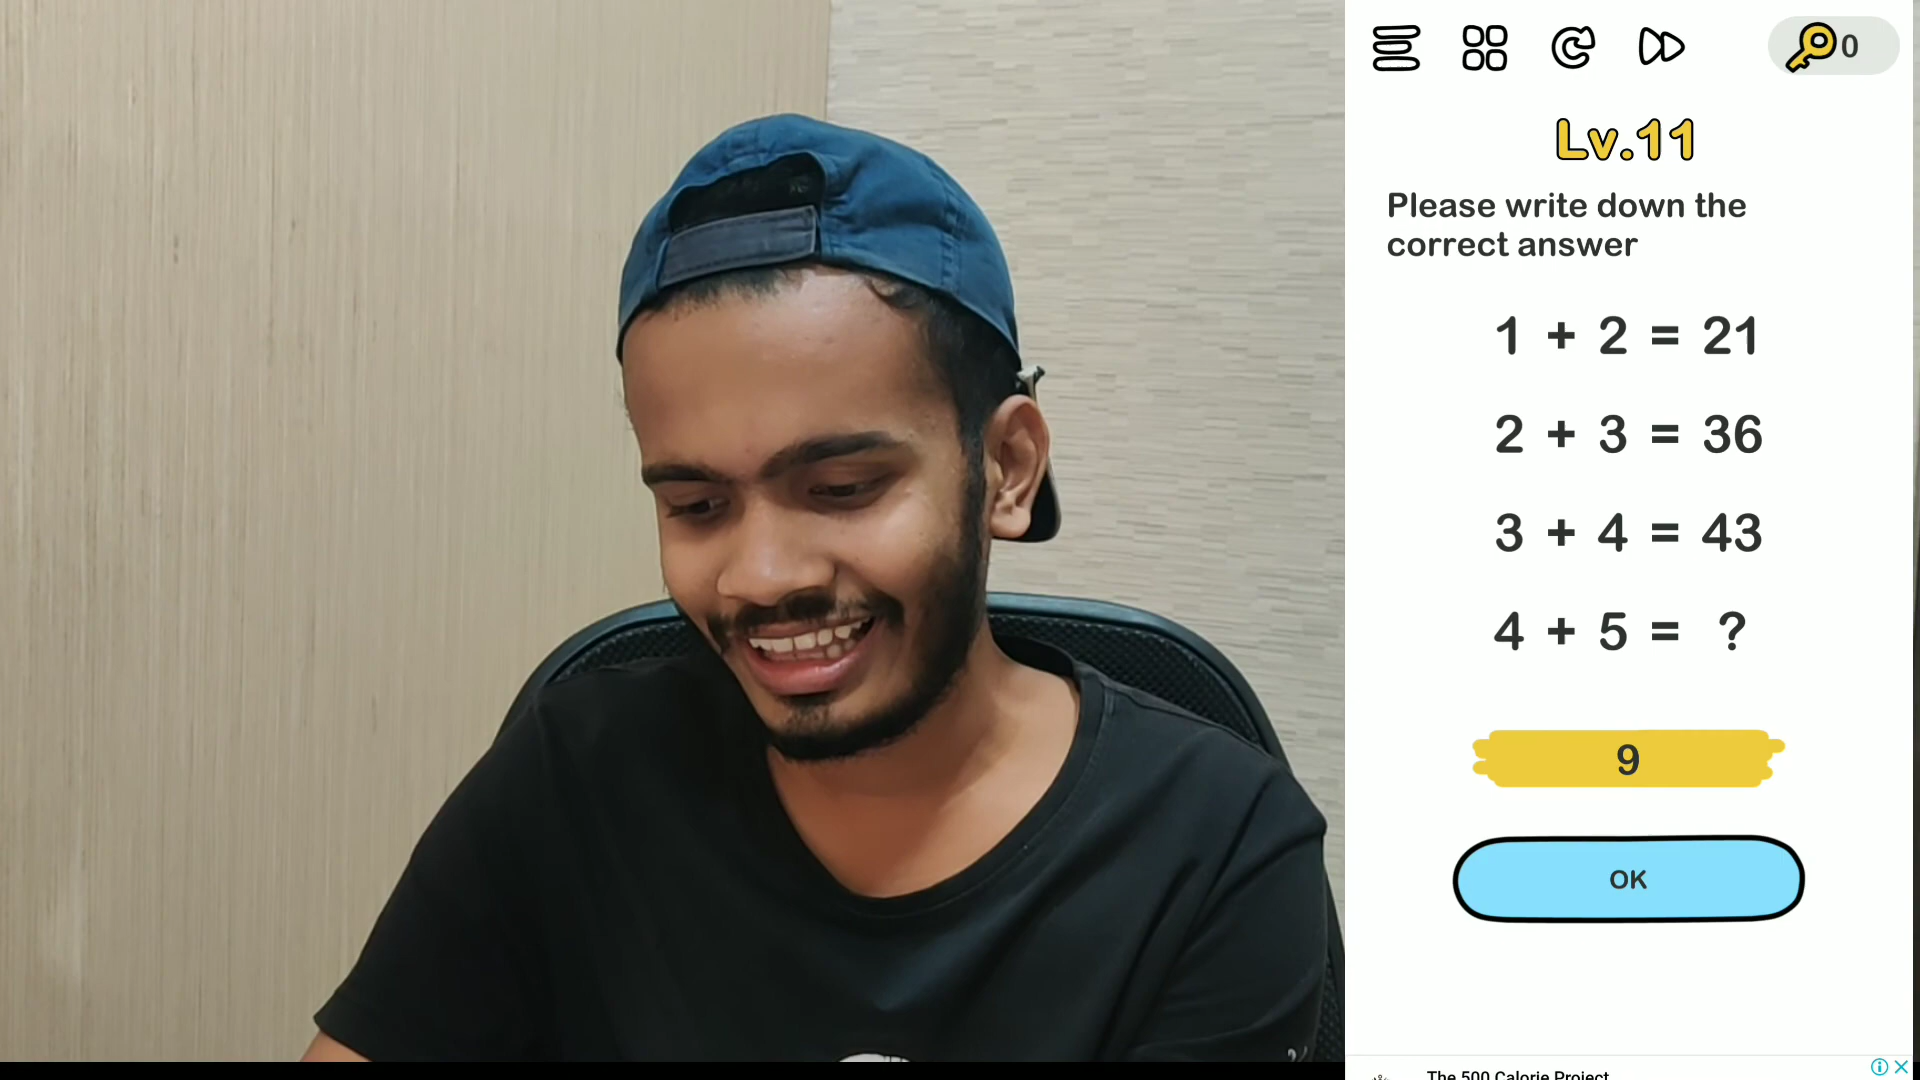 0
Lv.11
Please write down the
correct answer
1 + 2 = 21
2 + 3 = 36
3 + 4 = 43
4 + 5 = ?
9
OK
The 500 Calorie Project